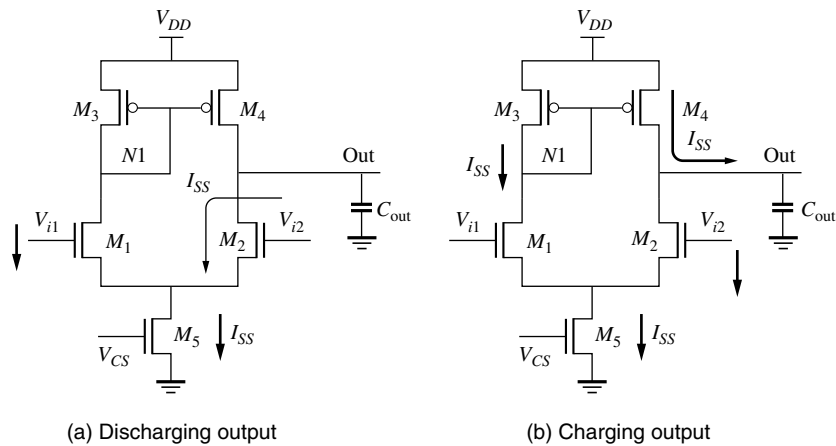 V_DD
M_3
M_4
N1
I_SS
Out
V_i1
M_1
M_2
V_i2
C_out
M_5
I_SS
V_CS
(a) Discharging output
V_DD
M_3
M_4
I_SS
N1
I_SS
Out
V_i1
M_1
M_2
V_i2
C_out
M_5
I_SS
V_CS
(b) Charging output